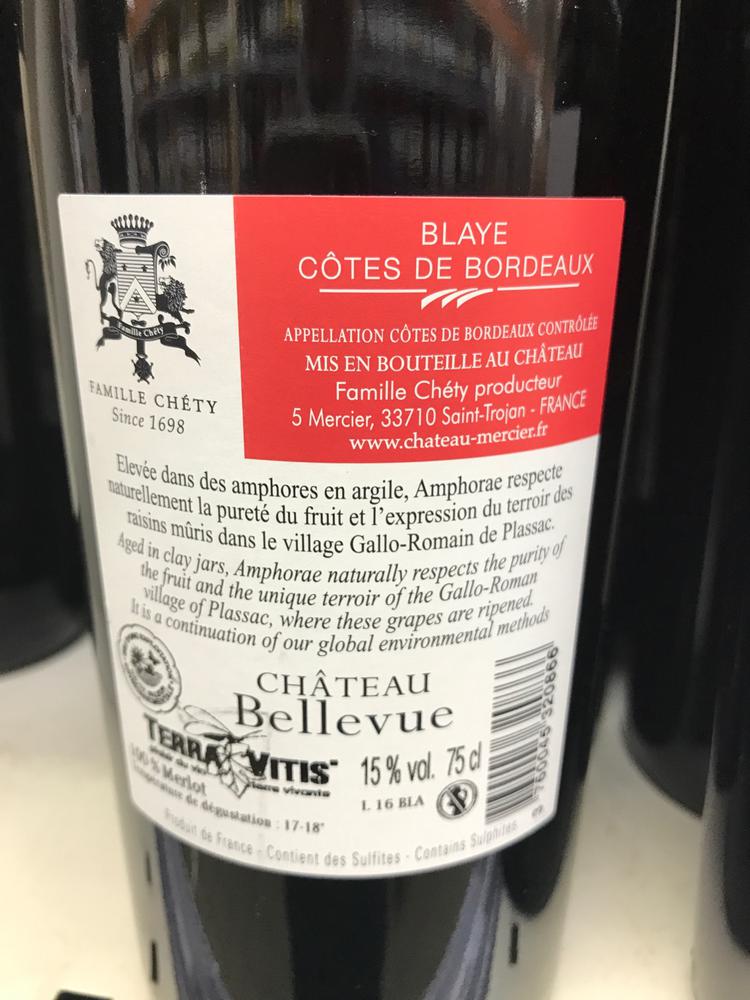 BLAYE
CÔTES DE BORDEAUX
APPELLATION CÔTES DE BORDEAUX CONTRÔLÉE
MIS EN BOUTEILLE AU CHÂTEAU
Famille Chéty producteur
5 Mercier, 33710 Saint-Trojan - FRANCE
www.chateau-mercier.fr
Famille Chéty
FAMILLE CHÉTY
Since 1698
Elevée dans des amphores en argile, Amphorae respecte
naturellement la pureté du fruit et l'expression du terroir des
raisins mûris dans le village Gallo-Romain de Plassac.
Aged in clay jars, Amphorae naturally respects the purity of
the fruit and the unique terroir of the Gallo-Roman
village of Plassac, where these grapes are ripened.
It is a continuation of our global environmental methods
CHÂTEAU
Bellevue
TERRA VITIS
terre vivante
100 % Merlot
température de dégustation : 17-18°
15 % vol. 75 cl
L 16 BLA
Produit de France - Contient des Sulfites - Contains Sulphites